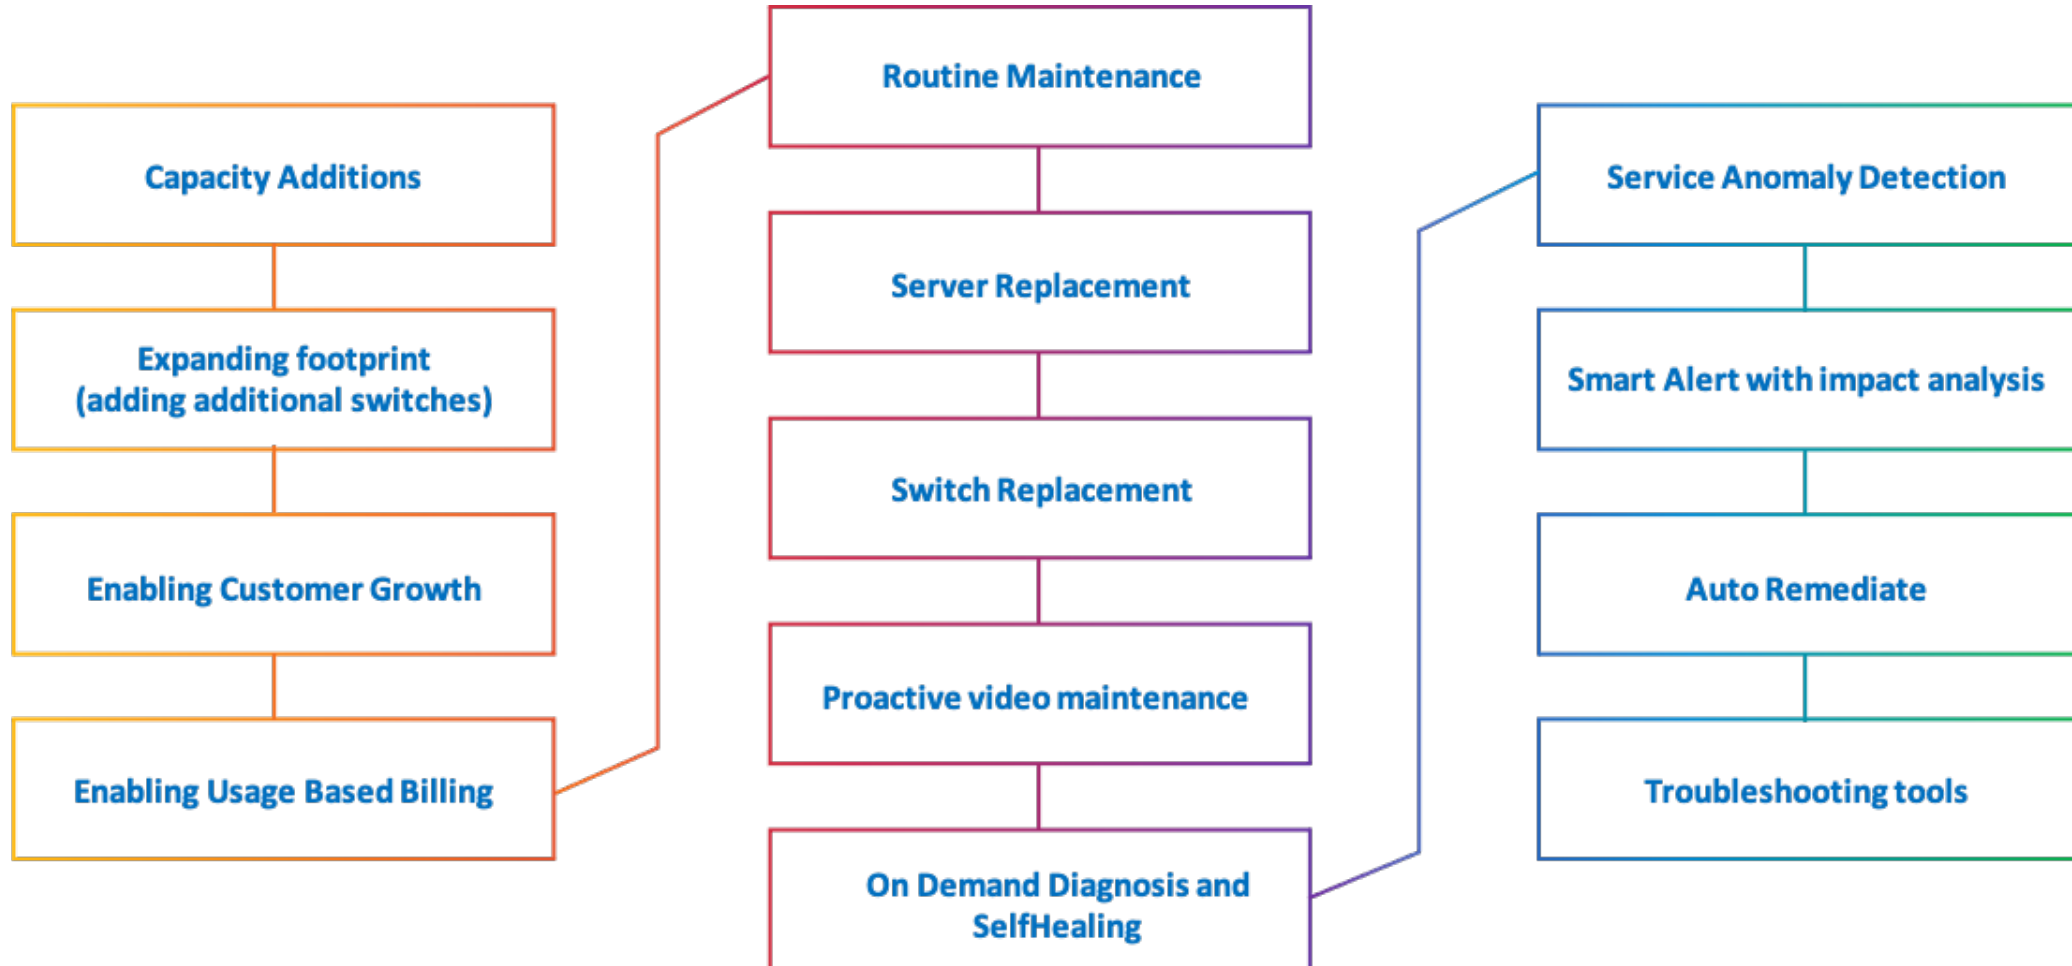 Capacity Additions
Expanding footprint
(adding additional switches)
Enabling Customer Growth
Enabling Usage Based Billing
Routine Maintenance
Server Replacement
Switch Replacement
Proactive video maintenance
On Demand Diagnosis and
SelfHealing
Service Anomaly Detection
Smart Alert with impact analysis
Auto Remediate
Troubleshooting tools